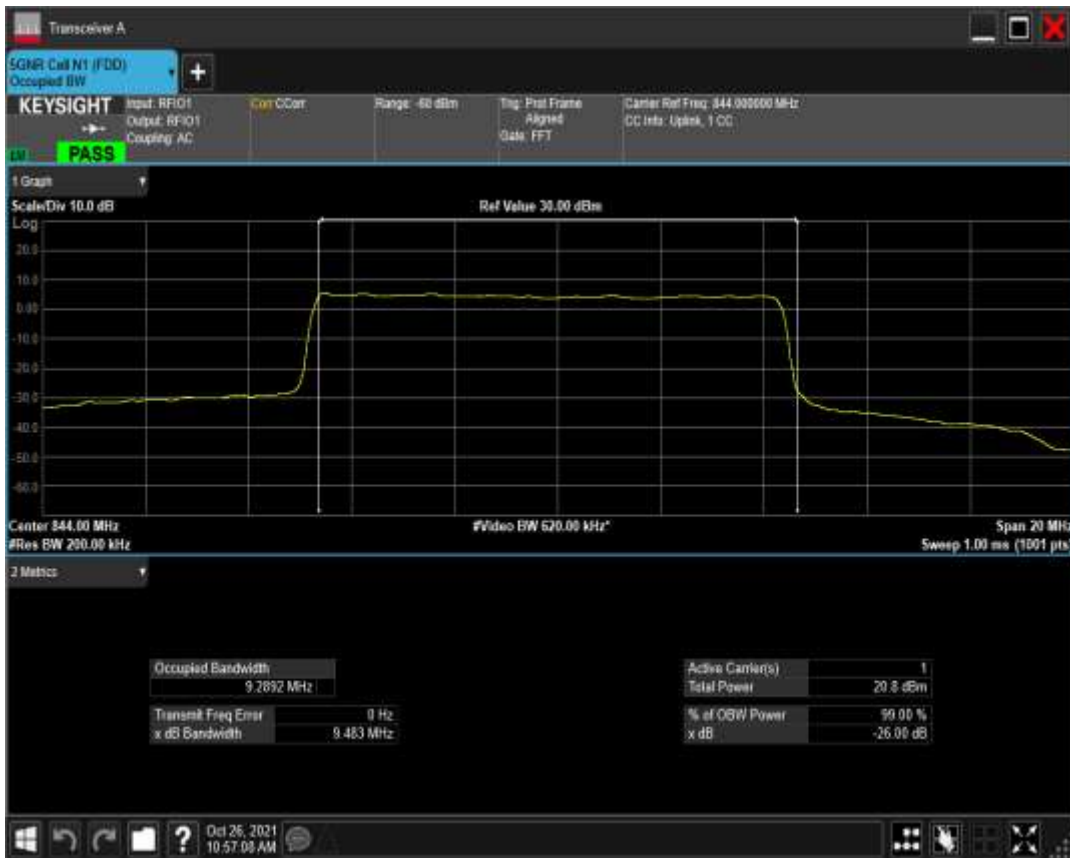 Transceiver A
5GNR Cell N1 (FDD)
Occupied BW
+
KEYSIGHT
Input: RFIO1
Output: RFIO1
Coupling: AC
Corr CCorr
Range: -60 dBm
Trig: Prot Frame
Aligned
Gate: FFT
Carrier Ref Freq: 844.000000 MHz
CC Info: Uplink, 1 CC
PASS
1 Graph
Scale/Div 10.0 dB
Ref Value 30.00 dBm
Log
20.0
10.0
0.00
-10.0
-20.0
-30.0
-40.0
-50.0
-60.0
Center 844.00 MHz
#Video BW 620.00 kHz*
Span 20 MHz
#Res BW 200.00 kHz
Sweep 1.00 ms (1001 pts)
2 Metrics
Occupied Bandwidth
9.2892 MHz
Transmit Freq Error 0 Hz
x dB Bandwidth 9.483 MHz
Active Carrier(s) 1
Total Power 20.8 dBm
% of OBW Power 99.00 %
x dB -26.00 dB
?
Oct 26, 2021
10:57:08 AM